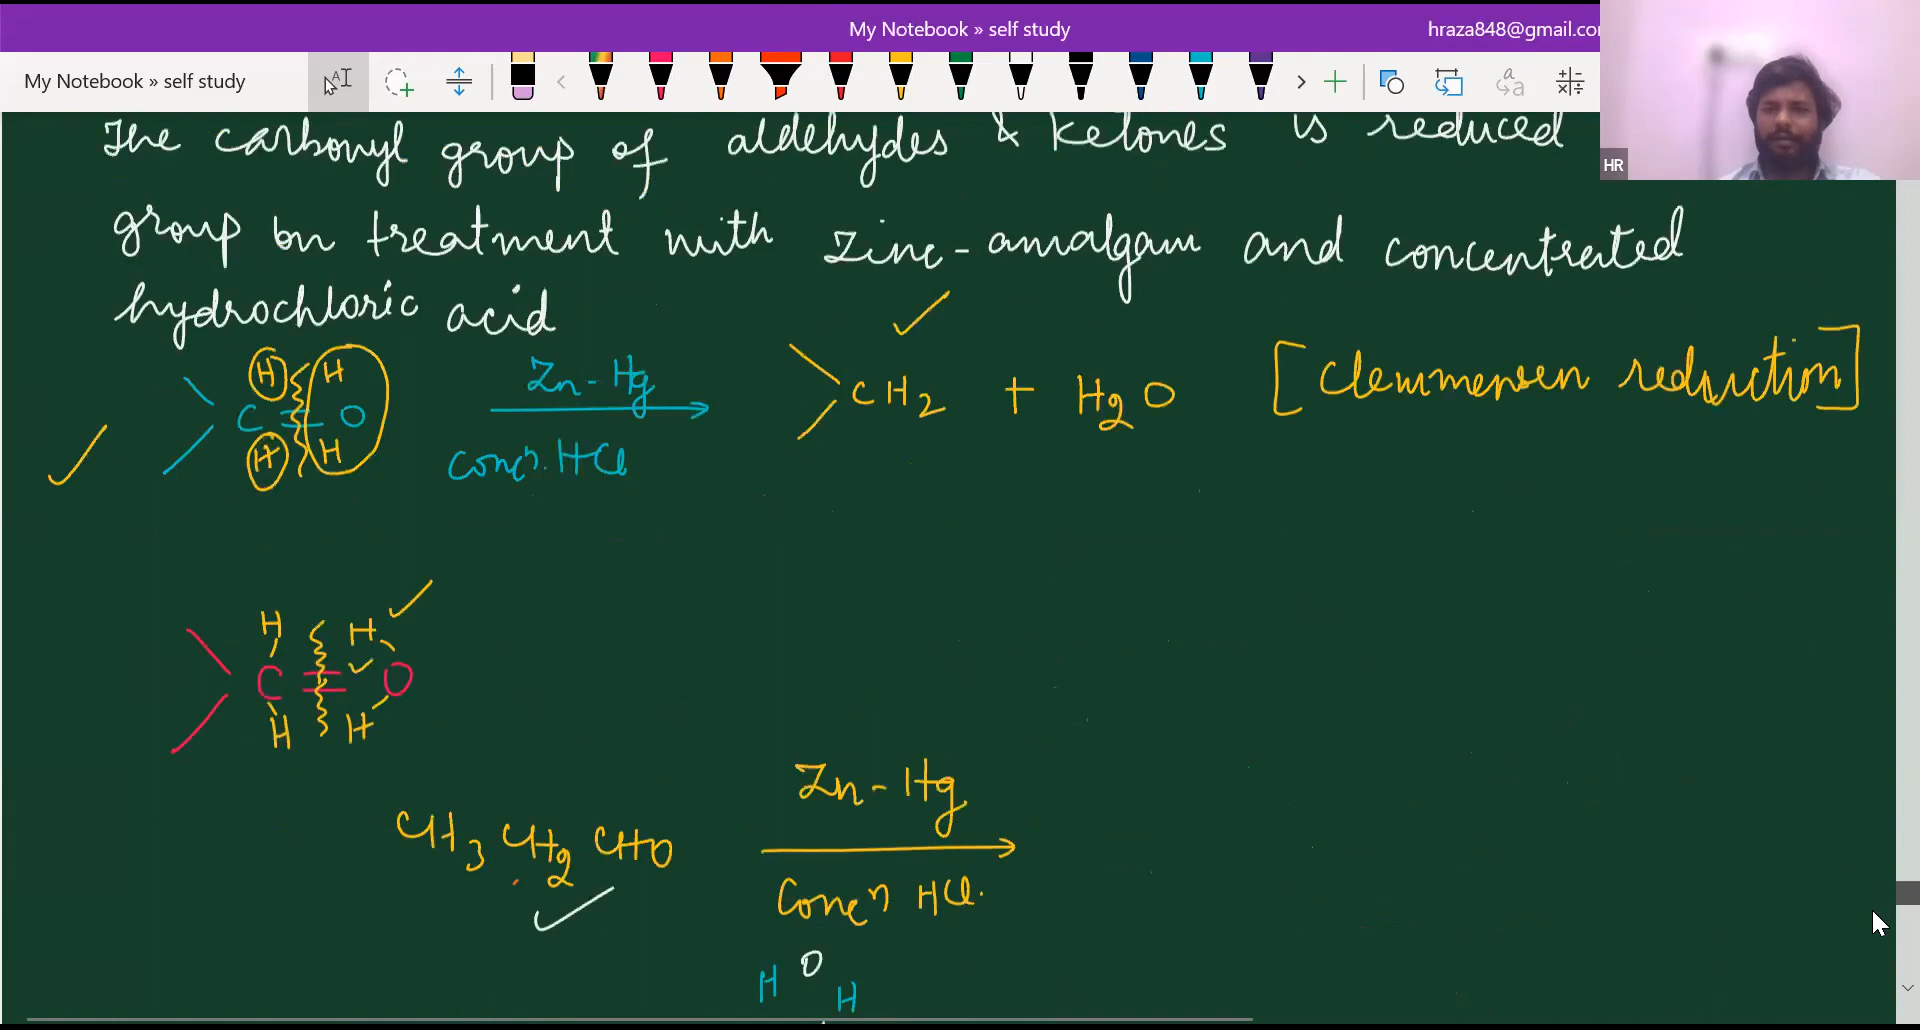 My Notebook » self study
hraza848@gmail.co
My Notebook » self study
HR
The carbonyl group of aldehydes & ketones is reduced
group on treatment with zinc-amalgam and concentrated
hydrochloric acid
H H
C = O
H H
Zn-Hg
Concn. HCl
CH2 + H2O
[Clemmensen reduction]
H H
C = O
H H
CH3 CH2 CHO
Zn-Hg
Concn HCl.
H O H